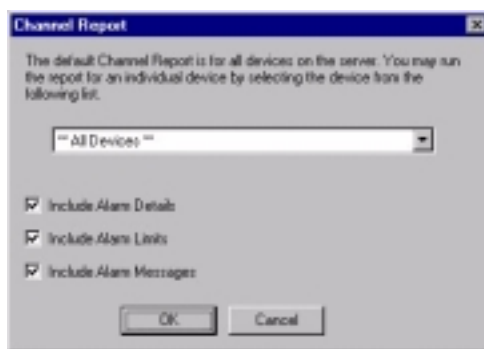 Channel Report
The default Channel Report is for all devices on the server. You may run
the report for an individual device by selecting the device from the
following list.
** All Devices **
Include Alarm Details
Include Alarm Limits
Include Alarm Messages
OK Cancel